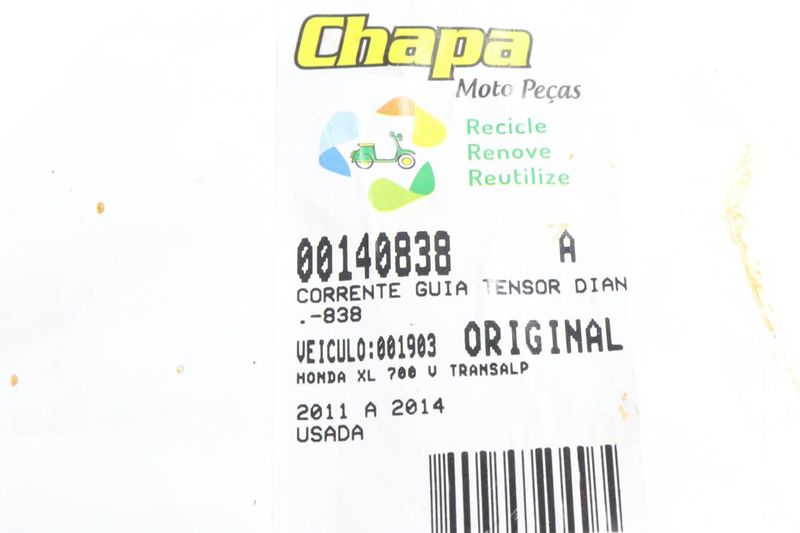 Chapa
Moto Peças
Recicle
Renove
Reutilize
00140838 A
CORRENTE GUIA TENSOR DIAN
.-838
VEICULO:001903 ORIGINAL
HONDA XL 700 V TRANSALP
2011 A 2014
USADA